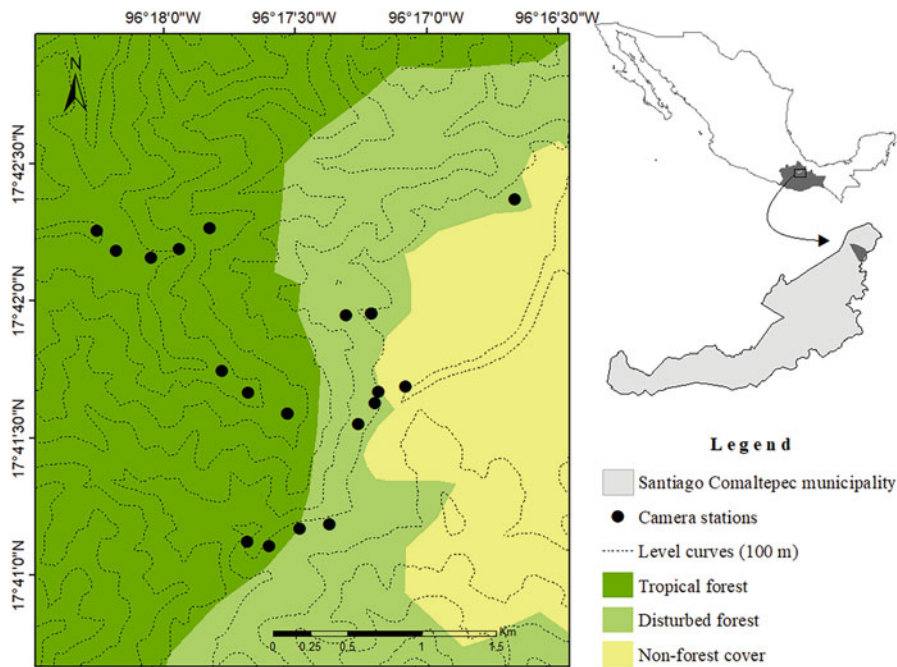 96°18'0"W 96°17'30"W 96°17'0"W 96°16'30"W
N
17°42'30"N
17°42'0"N
17°41'30"N
17°41'0"N
Km
0 0.25 0.5 1 1.5
Legend
Santiago Comaltepec municipality
Camera stations
Level curves (100 m)
Tropical forest
Disturbed forest
Non-forest cover